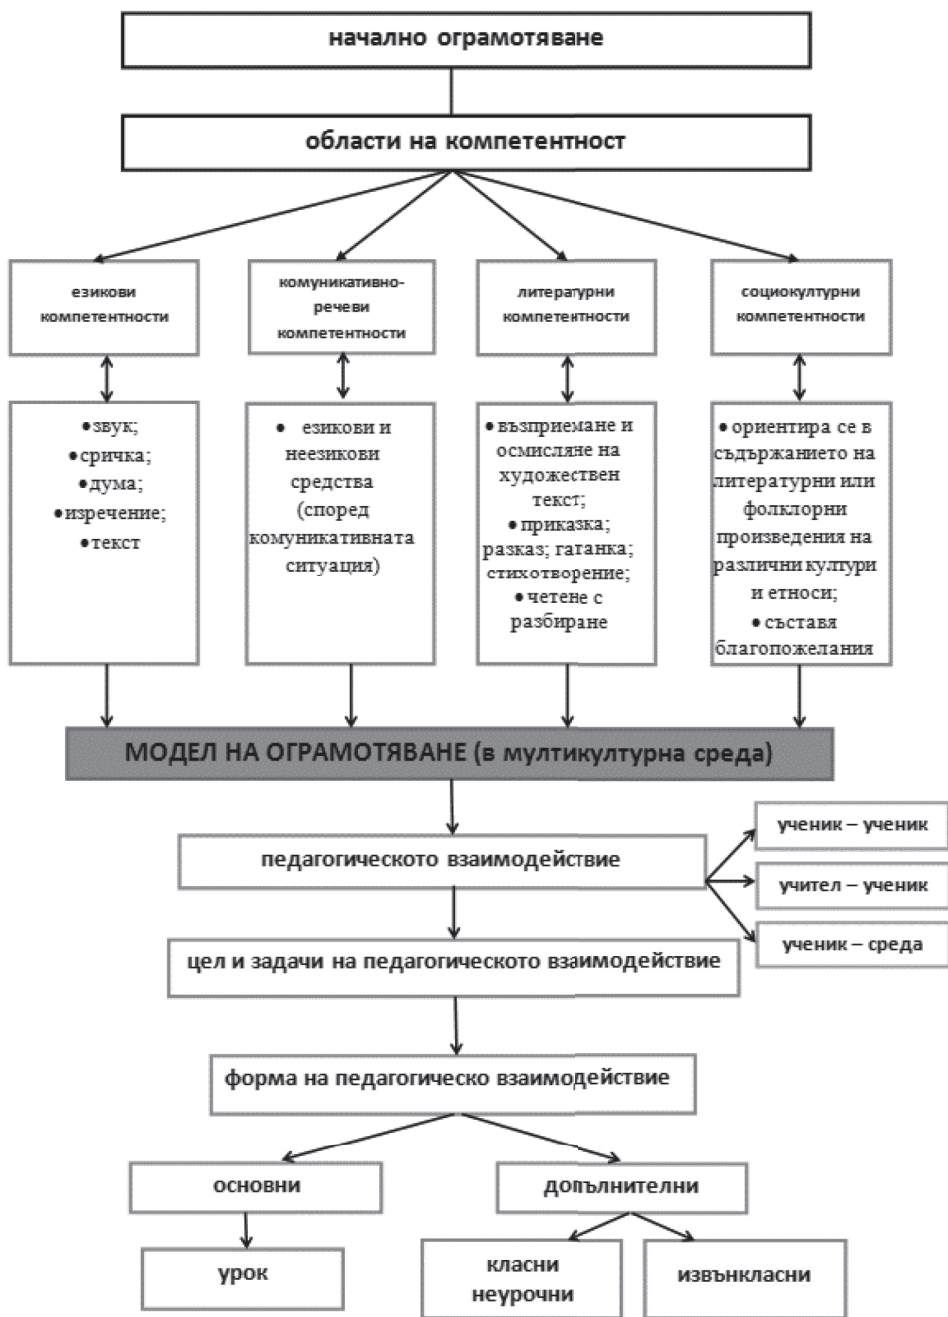 начално ограмотяване
области на компетентност
езикови
компетентности
комуникативно-
речеви
компетентности
литературни
компетентности
социокултурни
компетентности
•звук;
•сричка;
•дума;
•изречение;
•текст
• езикови и
неезикови
средства
(според
комуникативната
ситуация)
•възприемане и
осмисляне на
художествен
текст;
•приказка;
разказ; гатанка;
стихотворение;
•четене с
разбиране
•ориентира се в
съдържанието на
литературни или
фолклорни
произведения на
различни култури
и етноси;
•съставя
благопожелания
МОДЕЛ НА ОГРАМОТЯВАНЕ (в мултикултурна среда)
педагогическото взаимодействие
ученик – ученик
учител – ученик
ученик – среда
цел и задачи на педагогическото взаимодействие
форма на педагогическо взаимодействие
основни
допълнителни
урок
класни
неурочни
извънкласни